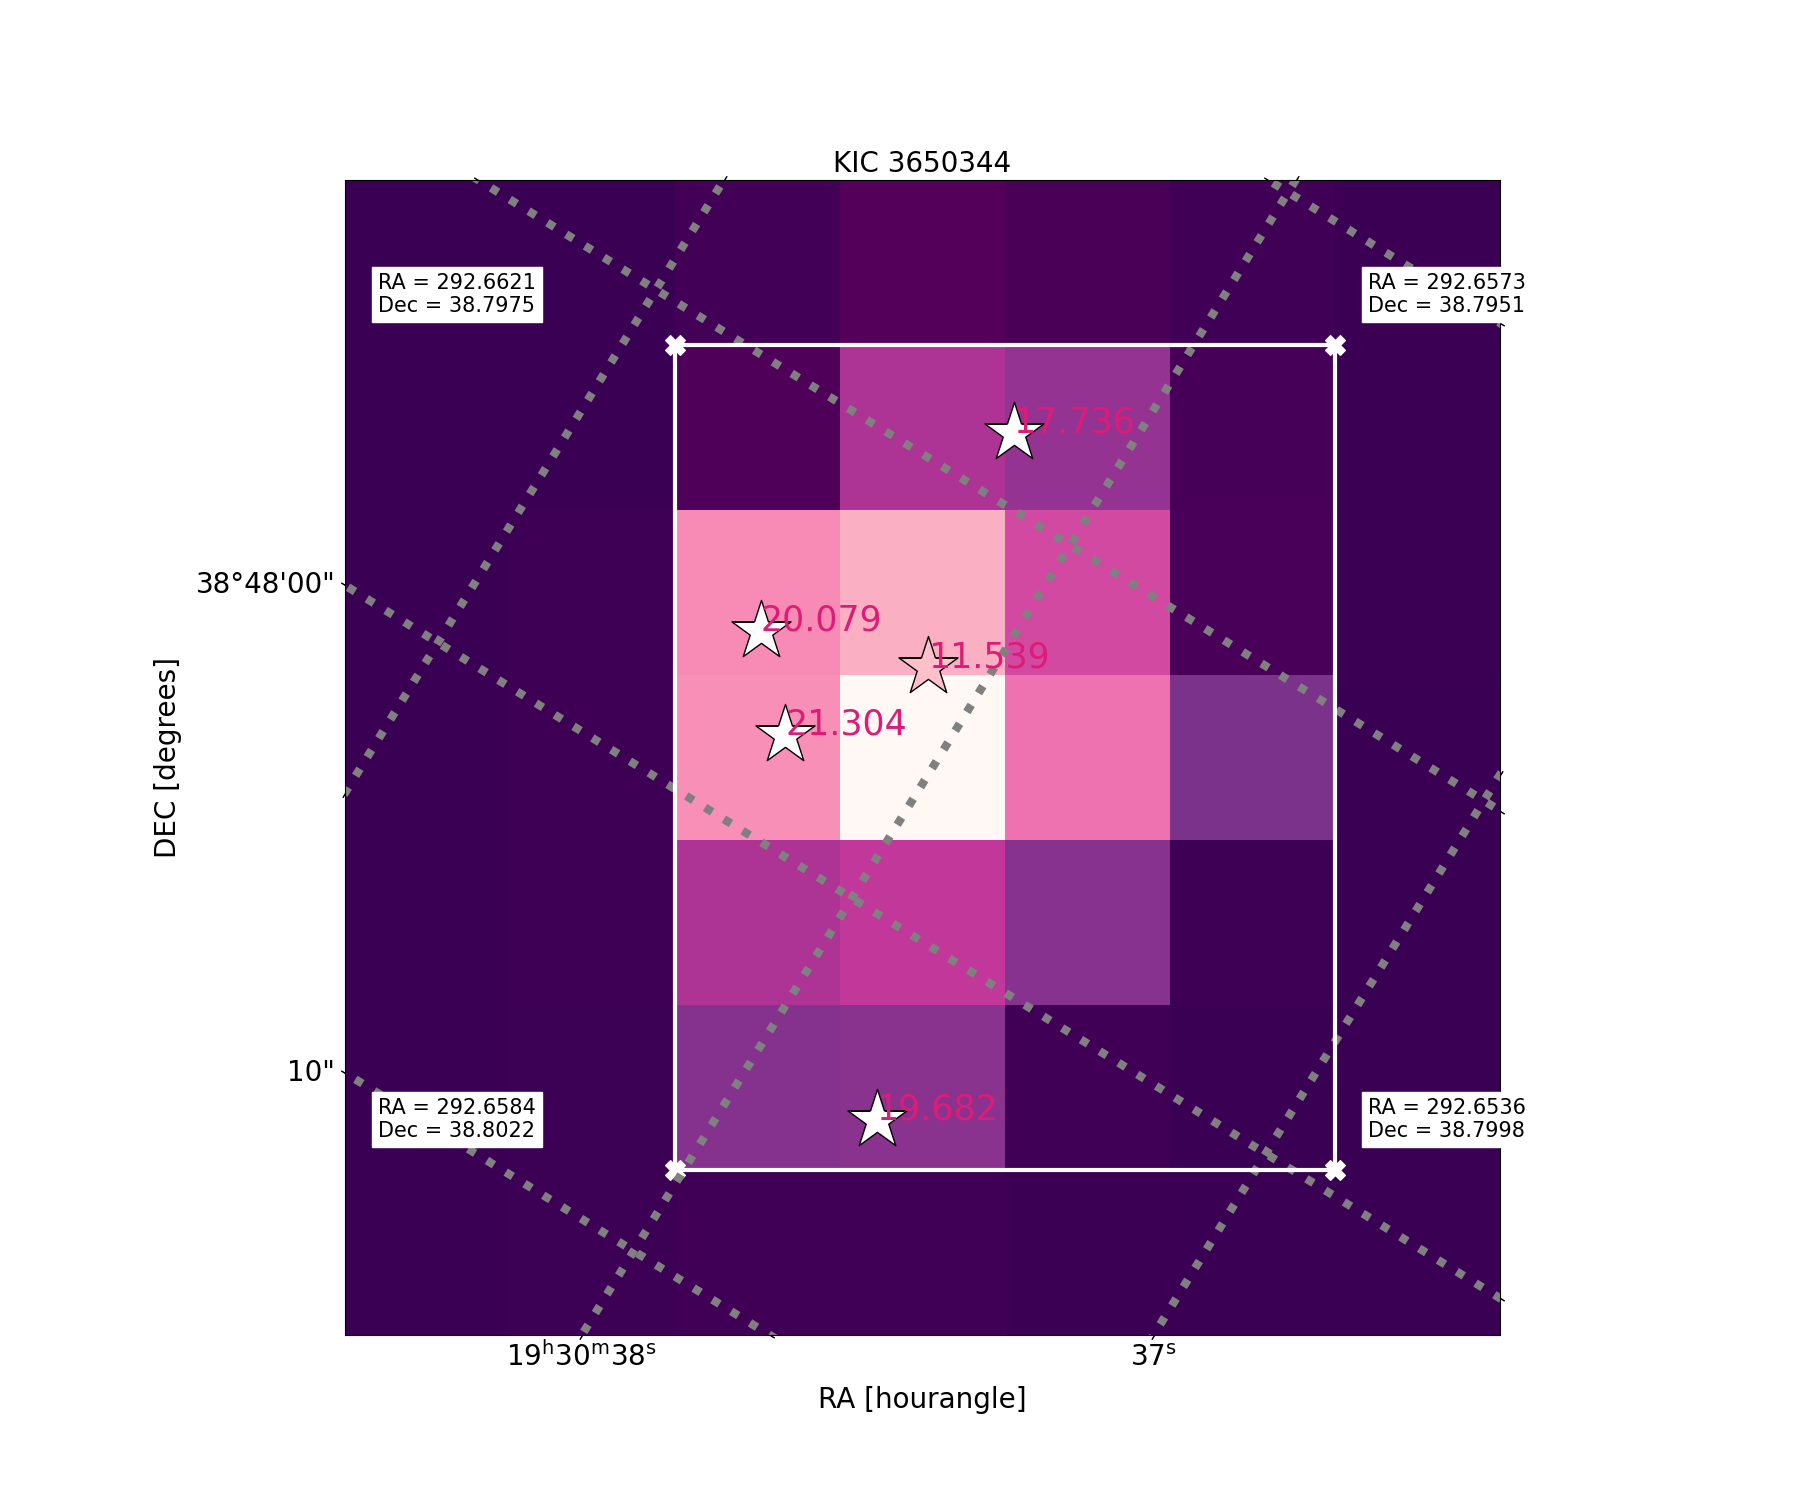 KIC 3650344
RA = 292.6621
Dec = 38.7975
RA = 292.6573
Dec = 38.7951
17.736
38°48'00"
20.079
11.539
21.304
DEC [degrees]
10"
RA = 292.6584
Dec = 38.8022
19.682
RA = 292.6536
Dec = 38.7998
19ʰ30ᵐ38ˢ
37ˢ
RA [hourangle]